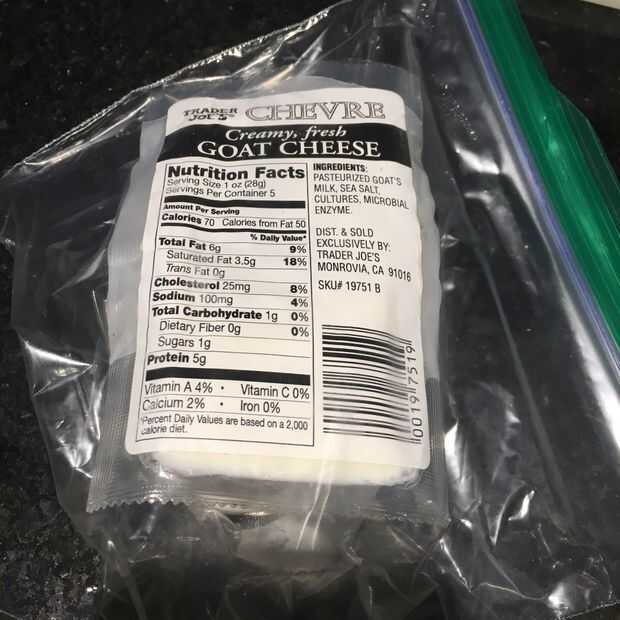 TRADER JOE'S CHEVRE
Creamy, fresh
GOAT CHEESE
Nutrition Facts
Serving Size 1 oz (28g)
Servings Per Container 5
Amount Per Serving
Calories 70 Calories from Fat 50
% Daily Value*
Total Fat 6g 9%
Saturated Fat 3.5g 18%
Trans Fat 0g
Cholesterol 25mg 8%
Sodium 100mg 4%
Total Carbohydrate 1g 0%
Dietary Fiber 0g 0%
Sugars 1g
Protein 5g
Vitamin A 4% • Vitamin C 0%
Calcium 2% • Iron 0%
*Percent Daily Values are based on a 2,000
calorie diet.
INGREDIENTS:
PASTEURIZED GOAT'S
MILK, SEA SALT,
CULTURES, MICROBIAL
ENZYME.
DIST. & SOLD
EXCLUSIVELY BY:
TRADER JOE'S
MONROVIA, CA 91016
SKU# 19751 B
0019 7519